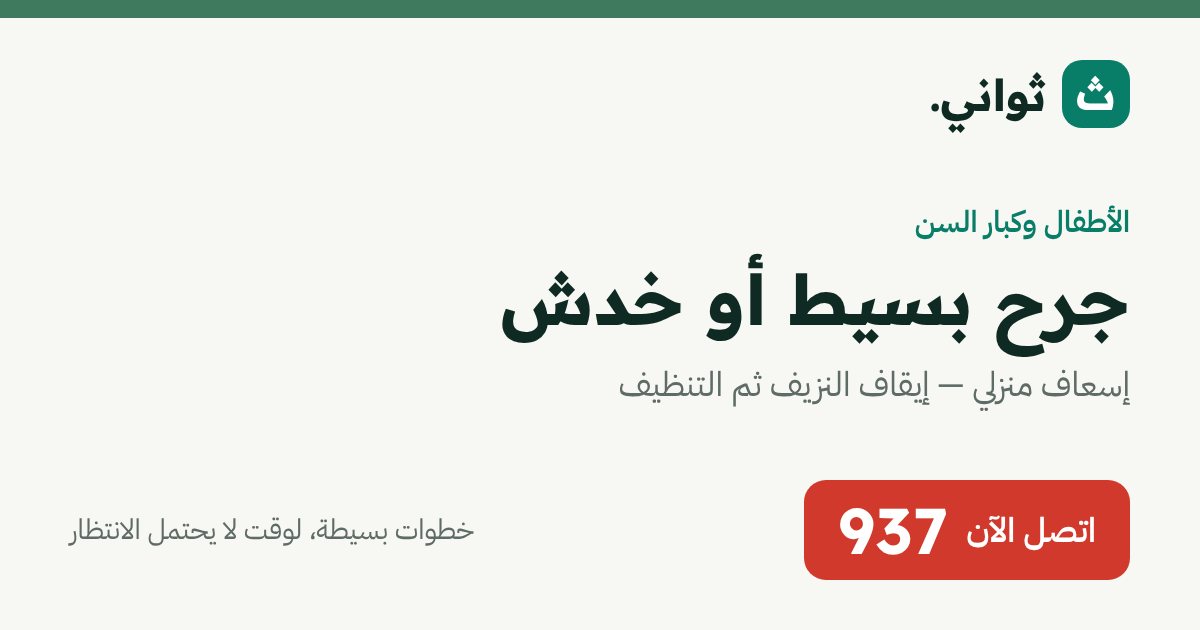 ث ثواني.
الأطفال وكبار السن
جرح بسيط أو خدش
إسعاف منزلي — إيقاف النزيف ثم التنظيف
اتصل الآن 937
خطوات بسيطة، لوقت لا يحتمل الانتظار